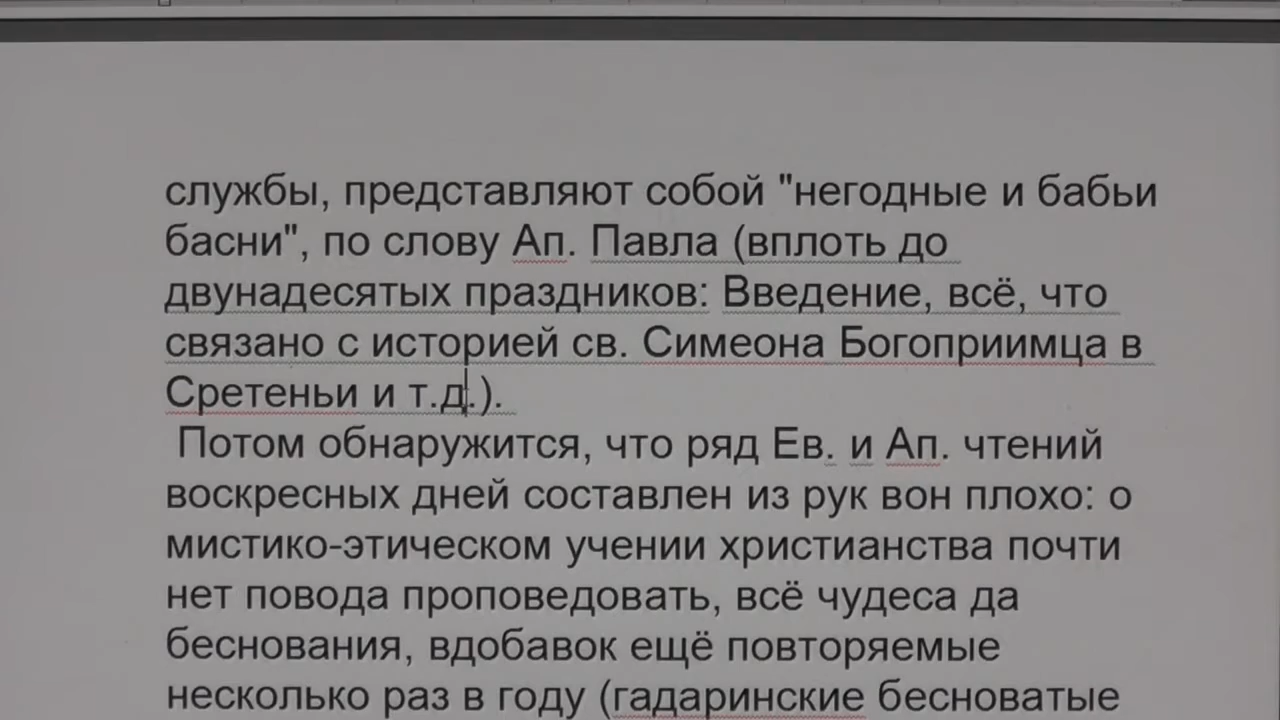 службы, представляют собой "негодные и бабьи
басни", по слову Ап. Павла (вплоть до
двунадесятых праздников: Введение, всё, что
связано с историей св. Симеона Богоприимца в
Сретеньи и т.д.).
Потом обнаружится, что ряд Ев. и Ап. чтений
воскресных дней составлен из рук вон плохо: о
мистико-этическом учении христианства почти
нет повода проповедовать, всё чудеса да
беснования, вдобавок ещё повторяемые
несколько раз в году (гадаринские бесноватые